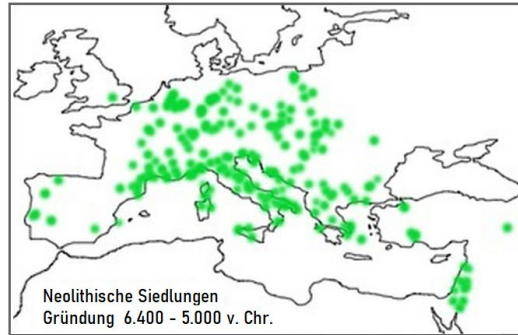 Neolithische Siedlungen
Gründung 6.400 - 5.000 v. Chr.